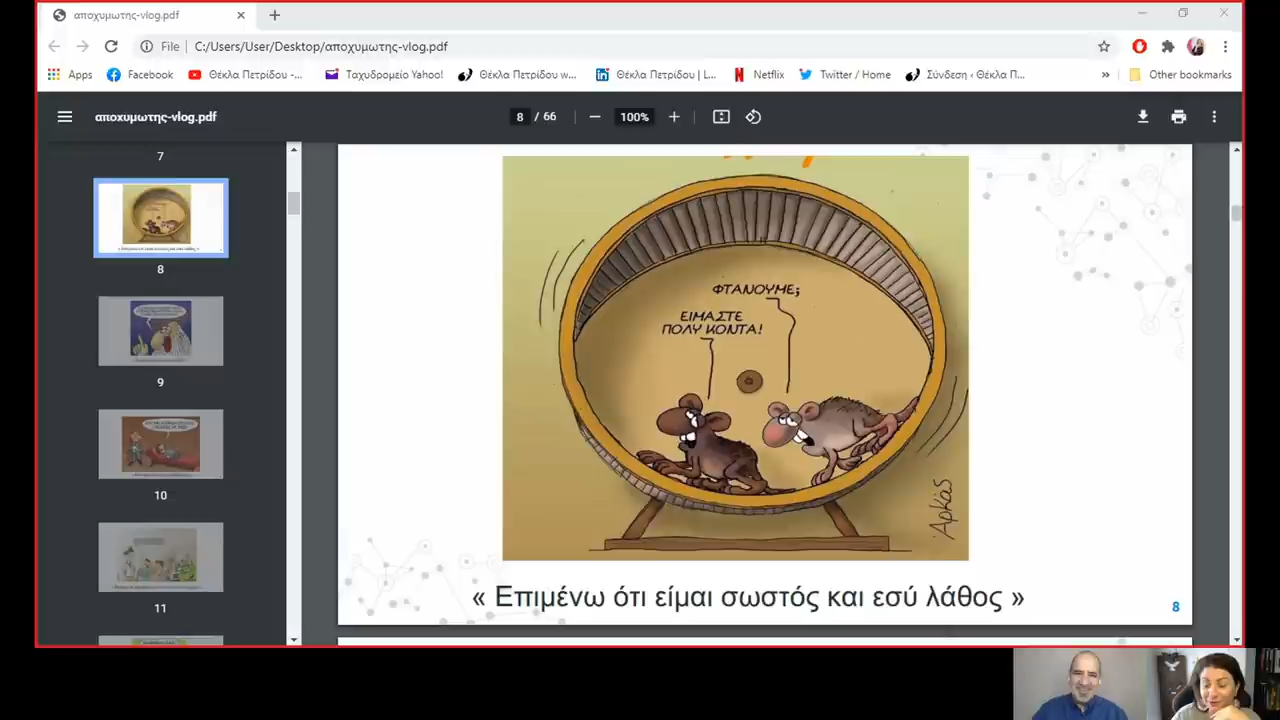 αποχυμωτης-vlog.pdf
File
C:/Users/User/Desktop/αποχυμωτης-vlog.pdf
Apps
Facebook
Θέκλα Πετρίδου -...
Ταχυδρομείο Yahoo!
Θέκλα Πετρίδου w...
Θέκλα Πετρίδου | L...
Netflix
Twitter / Home
Σύνδεση ‹ Θέκλα Π...
»
Other bookmarks
αποχυμωτης-vlog.pdf
8 / 66
100%
7
8
9
10
11
ΦΤΑΝΟΥΜΕ;
ΕΙΜΑΣΤΕ
ΠΟΛΥ ΚΟΝΤΑ!
Αρκάς
« Επιμένω ότι είμαι σωστός και εσύ λάθος »
8